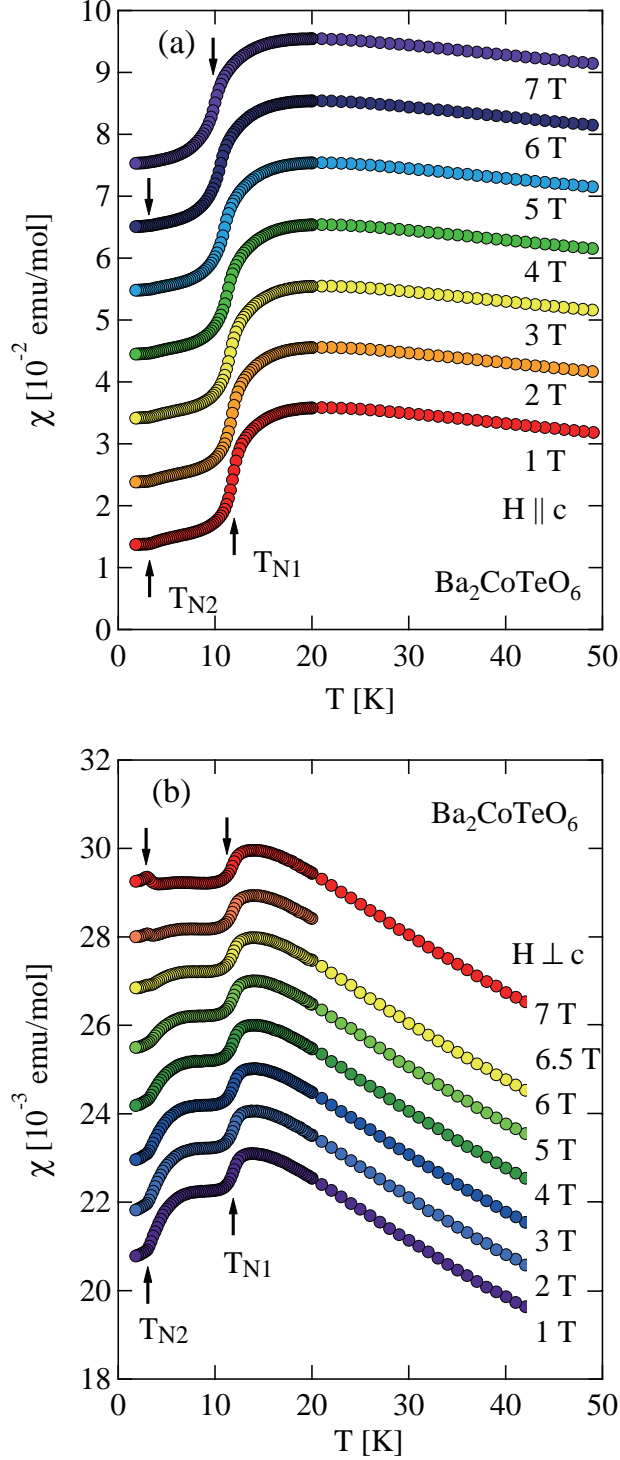 (a)
10
9
8
7
6
5
4
3
2
1
0
χ [10⁻² emu/mol]
7 T
6 T
5 T
4 T
3 T
2 T
1 T
H || c
T_N1
T_N2
Ba₂CoTeO₆
0 10 20 30 40 50
T [K]
(b)
32
30
28
26
24
22
20
18
χ [10⁻³ emu/mol]
Ba₂CoTeO₆
H ⊥ c
7 T
6.5 T
6 T
5 T
4 T
3 T
2 T
1 T
T_N1
T_N2
0 10 20 30 40 50
T [K]